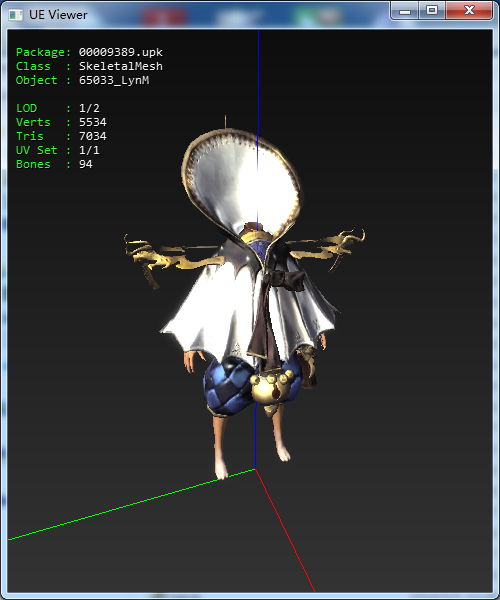 UE Viewer
Package: 00009389.upk
Class : SkeletalMesh
Object : 65033_LynM
LOD : 1/2
Verts : 5534
Tris : 7034
UV Set : 1/1
Bones : 94